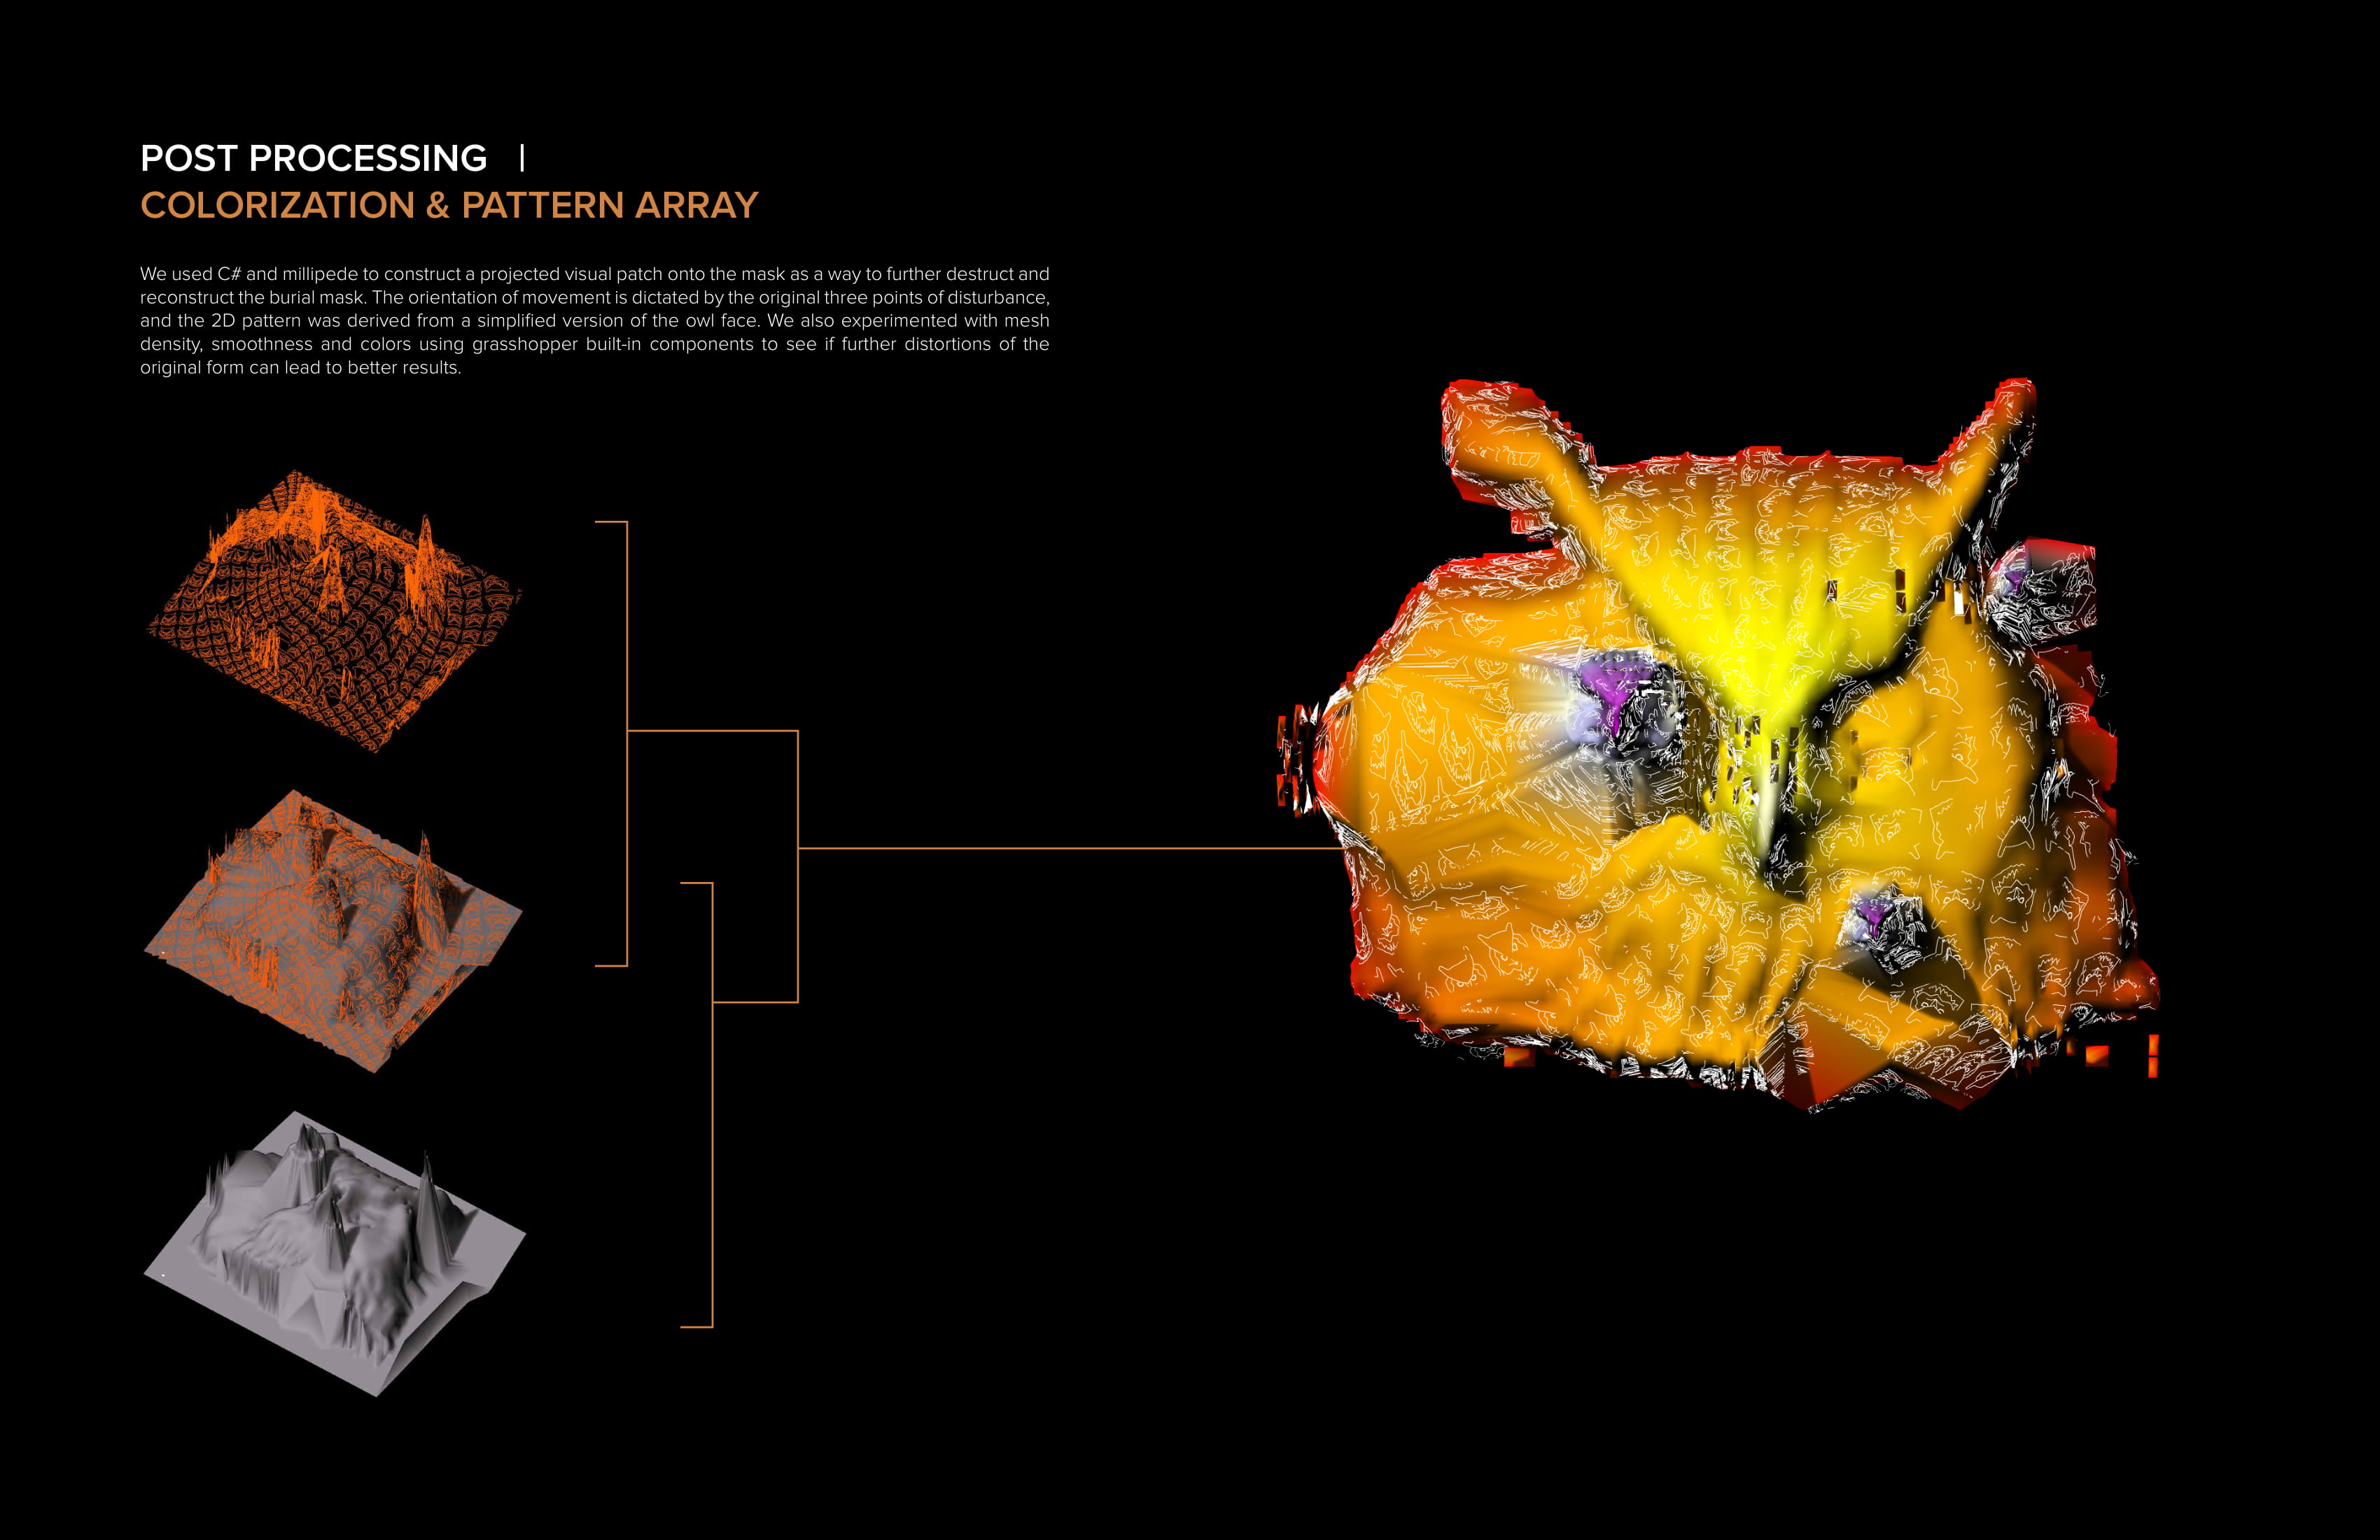 POST PROCESSING |
COLORIZATION & PATTERN ARRAY
We used C# and millipede to construct a projected visual patch onto the mask as a way to further destruct and
reconstruct the burial mask. The orientation of movement is dictated by the original three points of disturbance,
and the 2D pattern was derived from a simplified version of the owl face. We also experimented with mesh
density, smoothness and colors using grasshopper built-in components to see if further distortions of the
original form can lead to better results.